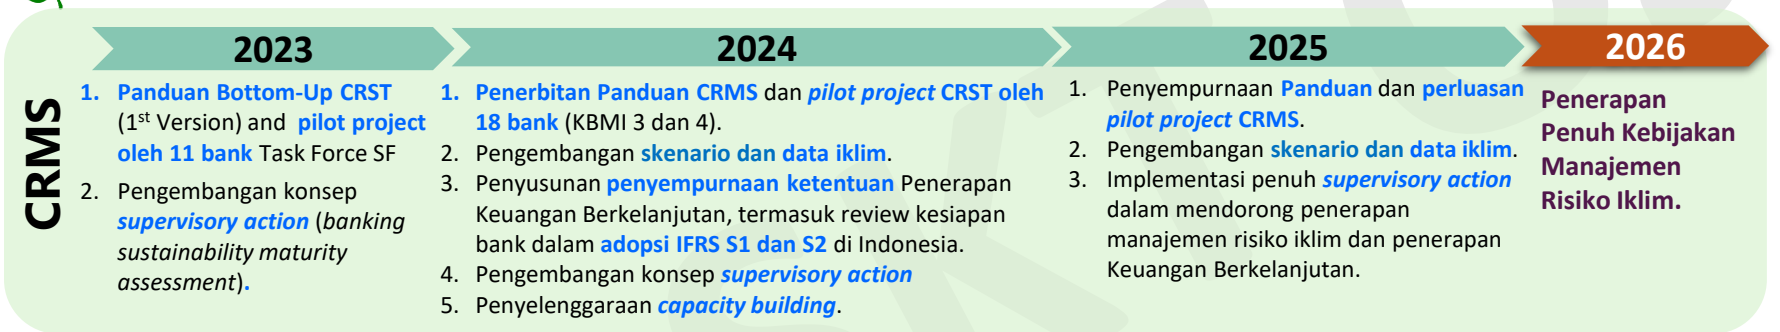 CRMS
2023
1. Panduan Bottom-Up CRST
(1st Version) and pilot project
oleh 11 bank Task Force SF
2. Pengembangan konsep
supervisory action (banking
sustainability maturity
assessment).
2024
1. Penerbitan Panduan CRMS dan pilot project CRST oleh
18 bank (KBMI 3 dan 4).
2. Pengembangan skenario dan data iklim.
3. Penyusunan penyempurnaan ketentuan Penerapan
Keuangan Berkelanjutan, termasuk review kesiapan
bank dalam adopsi IFRS S1 dan S2 di Indonesia.
4. Pengembangan konsep supervisory action
5. Penyelenggaraan capacity building.
2025
1. Penyempurnaan Panduan dan perluasan
pilot project CRMS.
2. Pengembangan skenario dan data iklim.
3. Implementasi penuh supervisory action
dalam mendorong penerapan
manajemen risiko iklim dan penerapan
Keuangan Berkelanjutan.
2026
Penerapan
Penuh Kebijakan
Manajemen
Risiko Iklim.